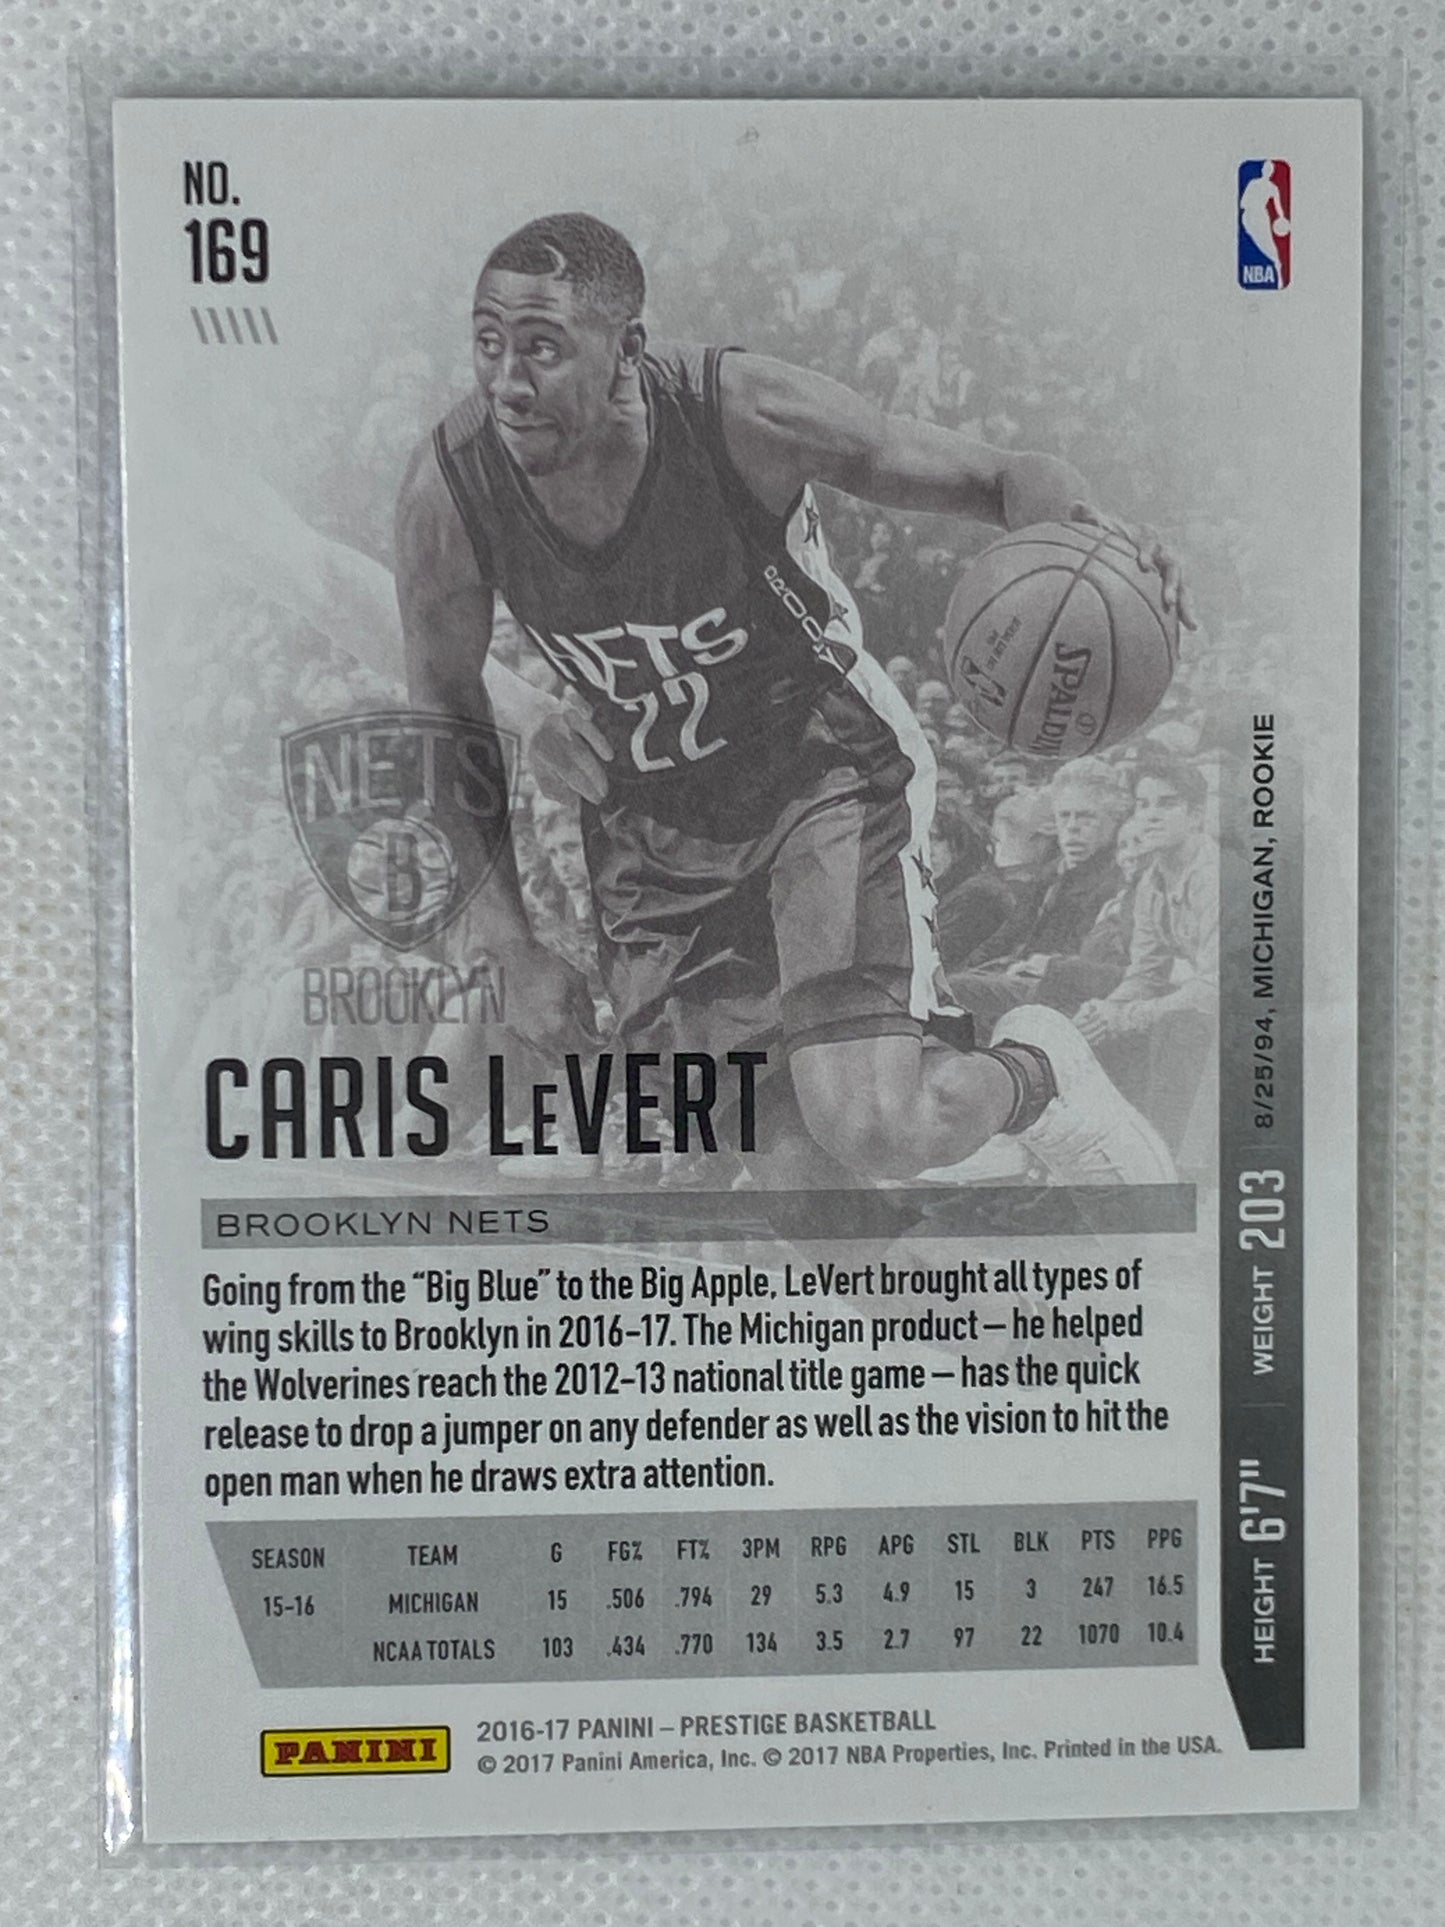 NO.
169
NBA
NETS
22
BROOKLYN
SPALDING
NETS
B
BROOKLYN
CARIS LeVERT
BROOKLYN NETS
Going from the “Big Blue” to the Big Apple, LeVert brought all types of
wing skills to Brooklyn in 2016–17. The Michigan product — he helped
the Wolverines reach the 2012–13 national title game — has the quick
release to drop a jumper on any defender as well as the vision to hit the
open man when he draws extra attention.
SEASON TEAM G FG% FT% 3PM RPG APG STL BLK PTS PPG
15–16 MICHIGAN 15 .506 .794 29 5.3 4.9 15 3 247 16.5
NCAA TOTALS 103 .434 .770 134 3.5 2.7 97 22 1070 10.4
HEIGHT 6'7" WEIGHT 203 8/25/94, MICHIGAN, ROOKIE
PANINI
2016-17 PANINI – PRESTIGE BASKETBALL
© 2017 Panini America, Inc. © 2017 NBA Properties, Inc. Printed in the USA.